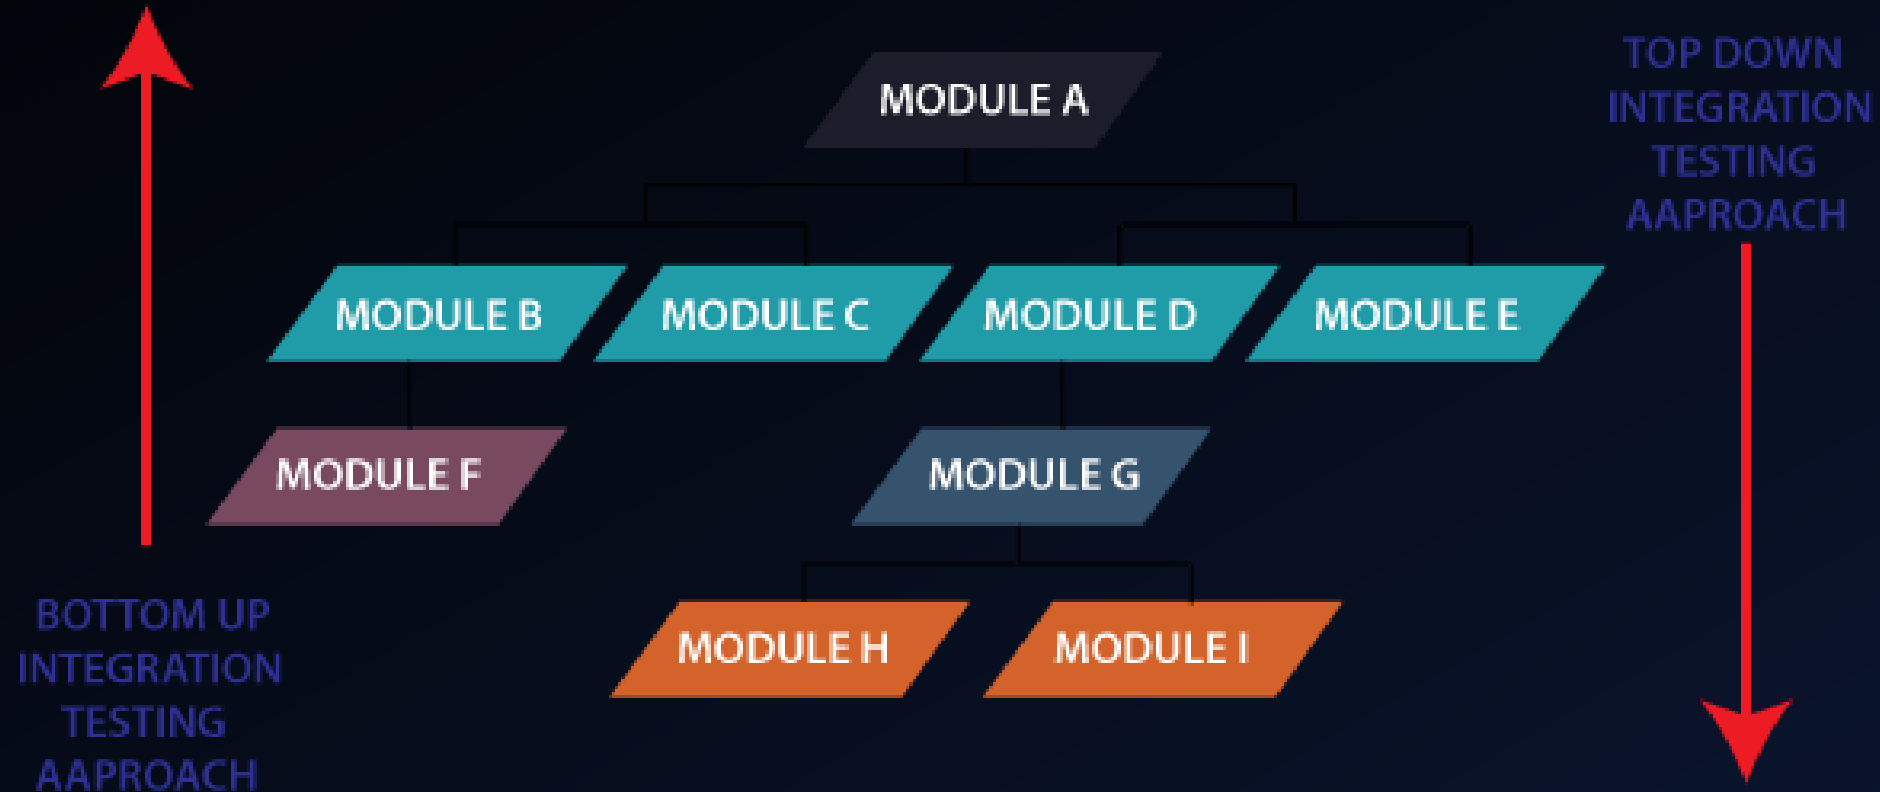 MODULE A
TOP DOWN
INTEGRATION
TESTING
AAPROACH
MODULE B
MODULE C
MODULE D
MODULE E
MODULE F
MODULE G
MODULE H
MODULE I
BOTTOM UP
INTEGRATION
TESTING
AAPROACH